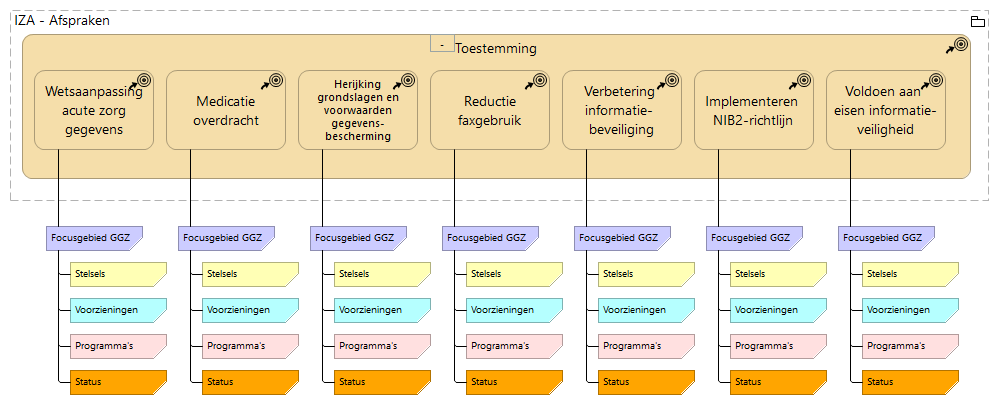 IZA - Afspraken
- Toestemming
Wetsaanpassing
acute zorg
gegevens
Medicatie
overdracht
Herijking
grondslagen en
voorwaarden
gegevens-
bescherming
Reductie
faxgebruik
Verbetering
informatie-
beveiliging
Implementeren
NIB2-richtlijn
Voldoen aan
eisen informatie-
veiligheid
Focusgebied GGZ
Focusgebied GGZ
Focusgebied GGZ
Focusgebied GGZ
Focusgebied GGZ
Focusgebied GGZ
Focusgebied GGZ
Stelsels
Stelsels
Stelsels
Stelsels
Stelsels
Stelsels
Stelsels
Voorzieningen
Voorzieningen
Voorzieningen
Voorzieningen
Voorzieningen
Voorzieningen
Voorzieningen
Programma's
Programma's
Programma's
Programma's
Programma's
Programma's
Programma's
Status
Status
Status
Status
Status
Status
Status